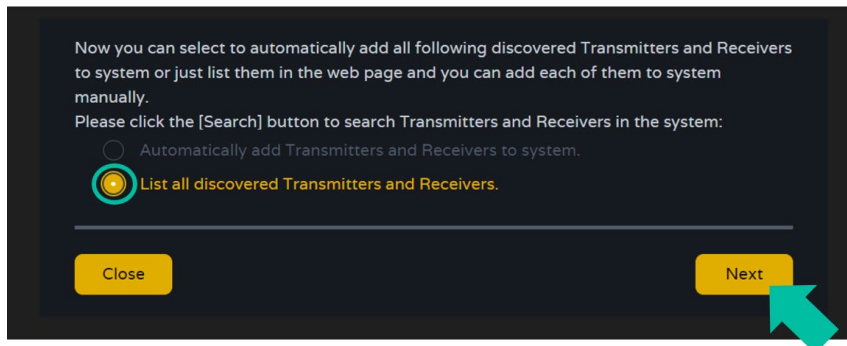 Now you can select to automatically add all following discovered Transmitters and Receivers
to system or just list them in the web page and you can add each of them to system
manually.
Please click the [Search] button to search Transmitters and Receivers in the system:
Automatically add Transmitters and Receivers to system.
List all discovered Transmitters and Receivers.
Close
Next